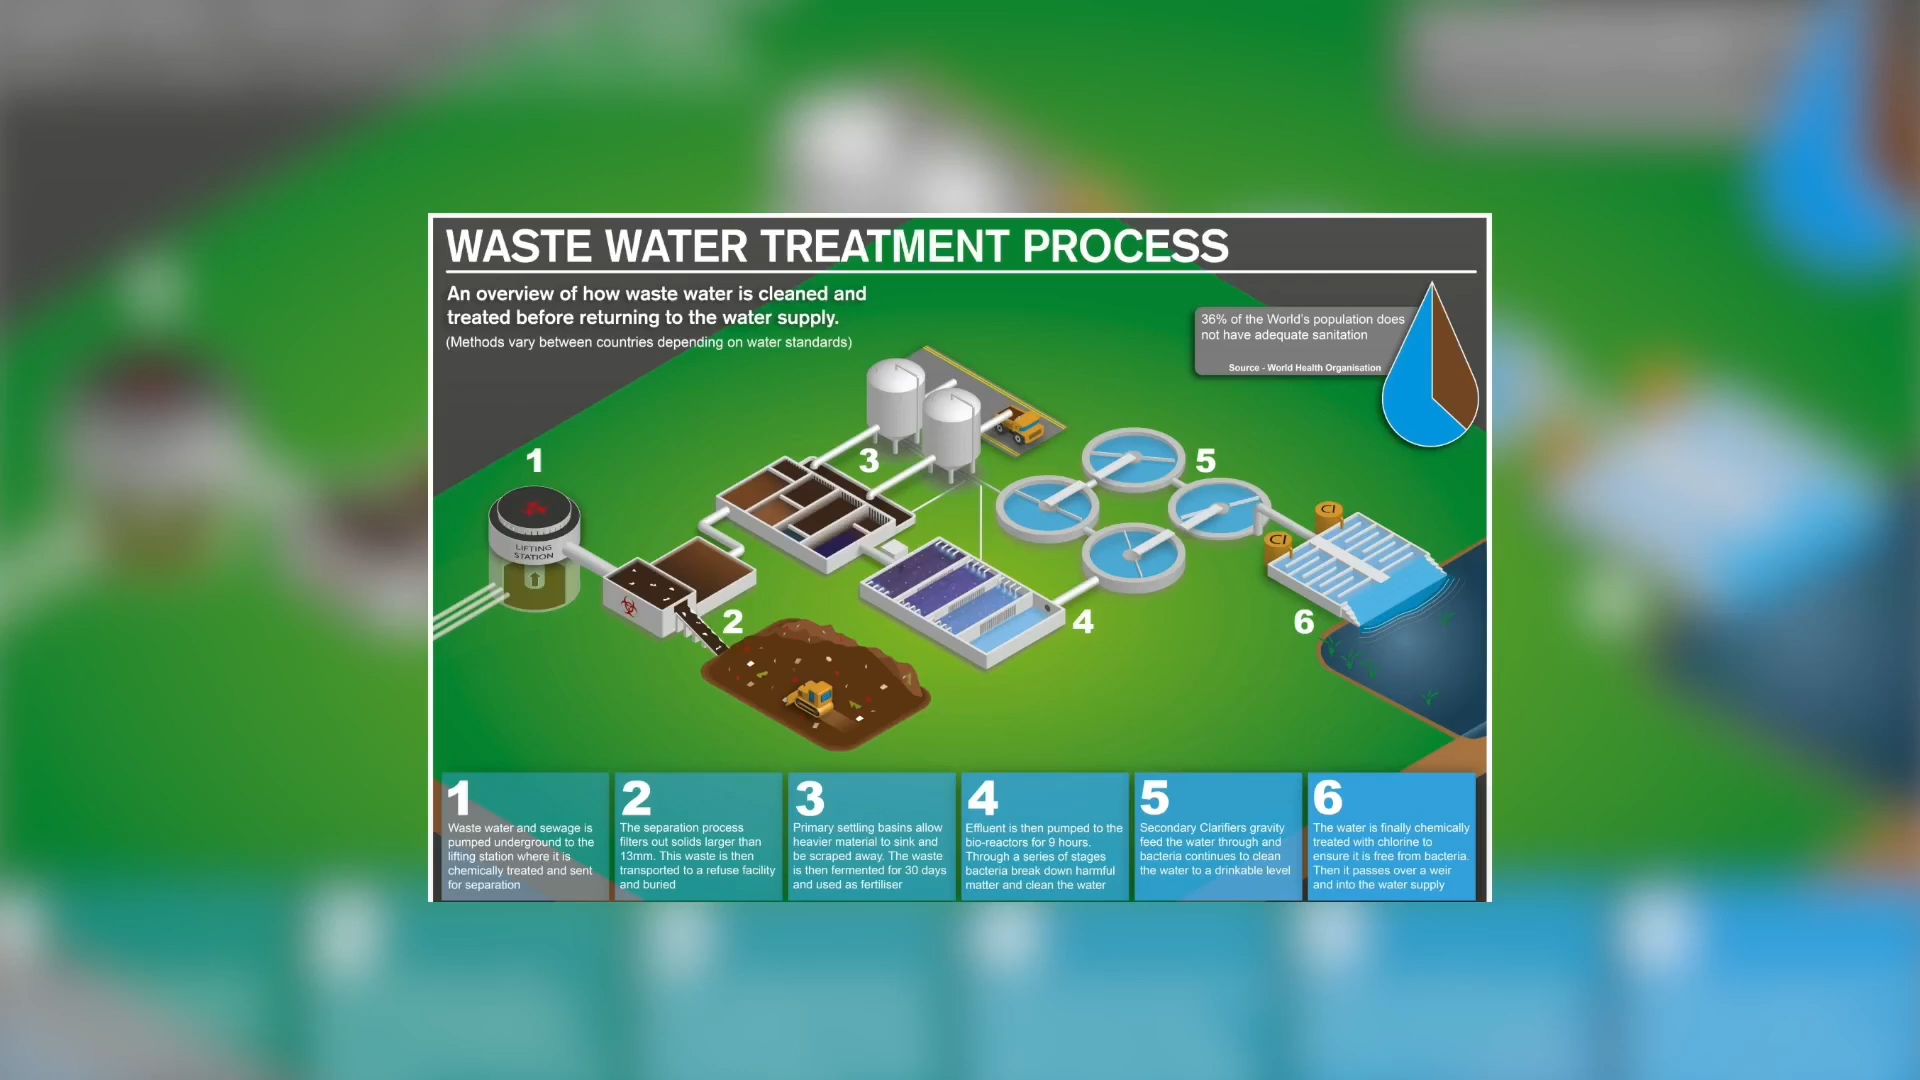 WASTE WATER TREATMENT PROCESS
An overview of how waste water is cleaned and
treated before returning to the water supply.
(Methods vary between countries depending on water standards)
36% of the World's population does
not have adequate sanitation
Source - World Health Organisation
1
LIFTING
STATION
2
3
4
5
6
CI
CI
1
Waste water and sewage is
pumped underground to the
lifting station where it is
chemically treated and sent
for separation
2
The separation process
filters out solids larger than
13mm. This waste is then
transported to a refuse facility
and buried
3
Primary settling basins allow
heavier material to sink and
be scraped away. The waste
is then fermented for 30 days
and used as fertiliser
4
Effluent is then pumped to the
bio-reactors for 9 hours.
Through a series of stages
bacteria break down harmful
matter and clean the water
5
Secondary Clarifiers gravity
feed the water through and
bacteria continues to clean
the water to a drinkable level
6
The water is finally chemically
treated with chlorine to
ensure it is free from bacteria.
Then it passes over a weir
and into the water supply